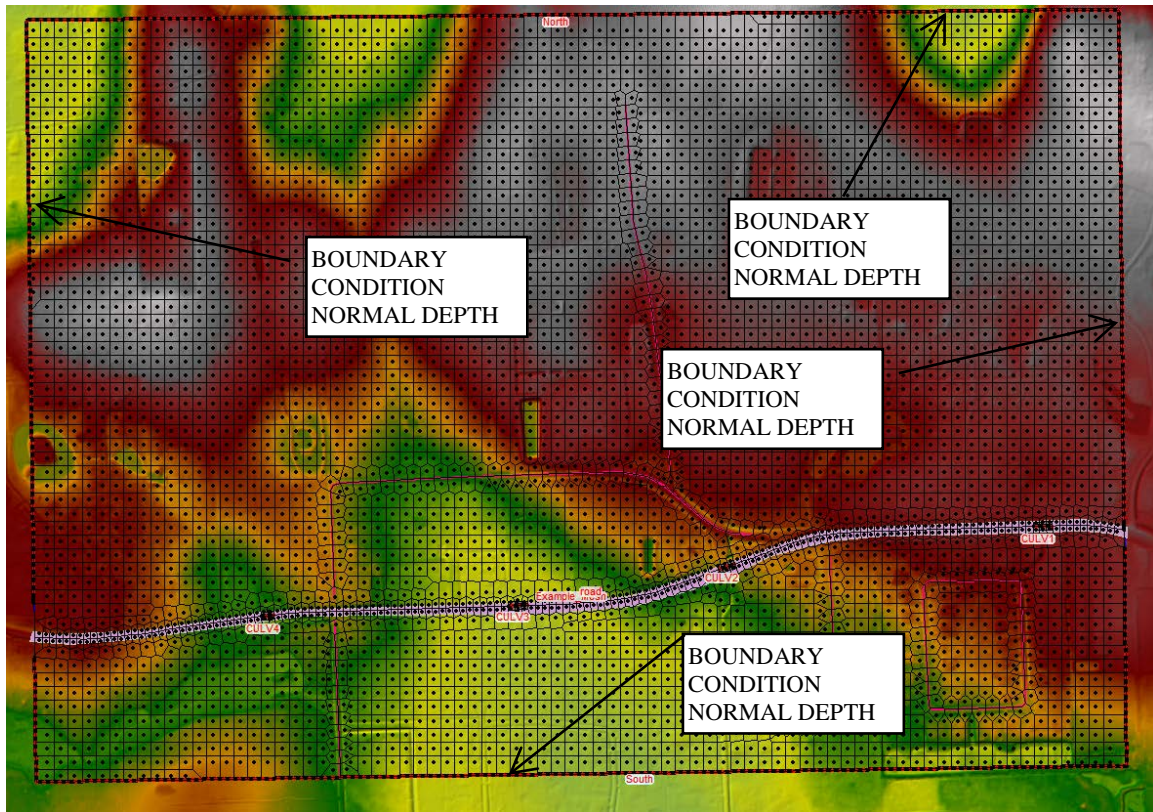 North
BOUNDARY
CONDITION
NORMAL DEPTH
BOUNDARY
CONDITION
NORMAL DEPTH
BOUNDARY
CONDITION
NORMAL DEPTH
CULV1
CULV2
road
Example
CULV3
CULV4
BOUNDARY
CONDITION
NORMAL DEPTH
South